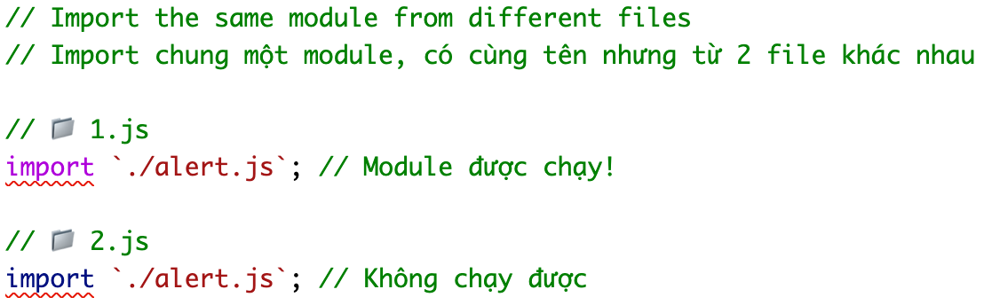 // Import the same module from different files
// Import chung một module, có cùng tên nhưng từ 2 file khác nhau
// 📁 1.js
import `./alert.js`; // Module được chạy!
// 📁 2.js
import `./alert.js`; // Không chạy được